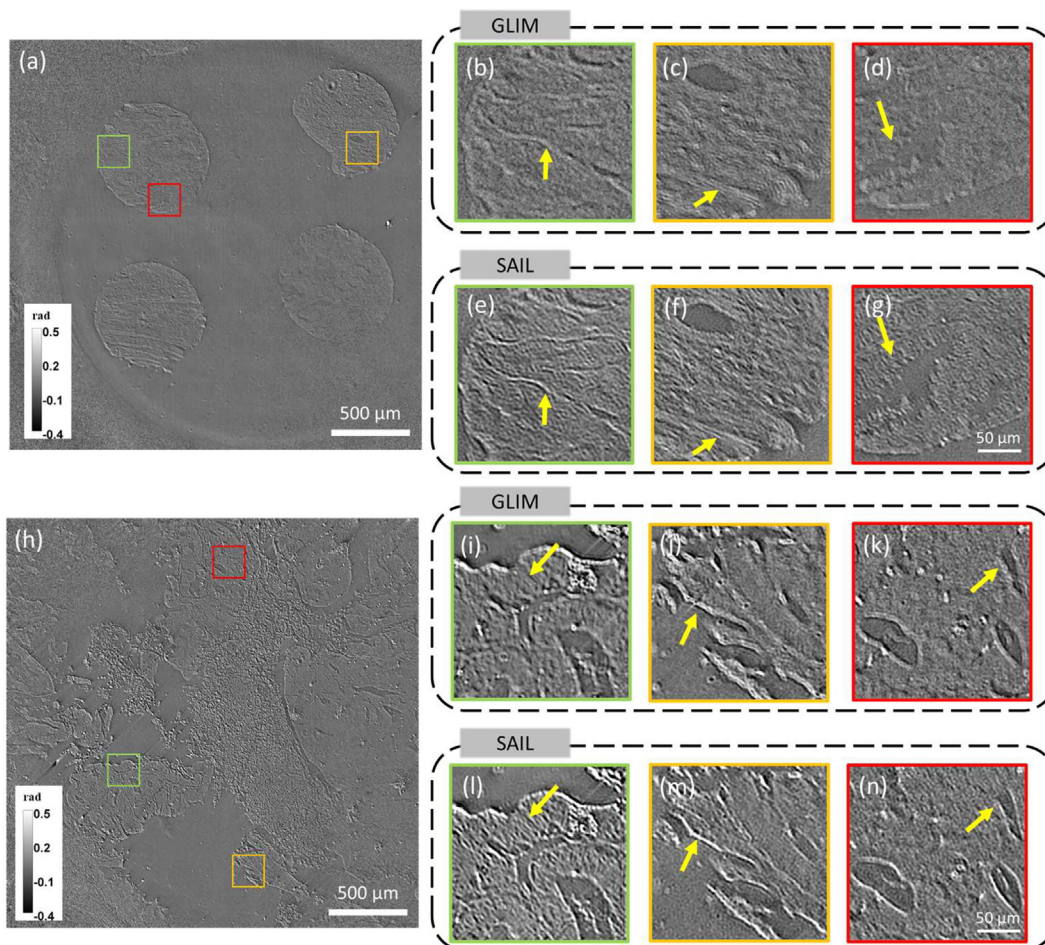 GLIM
(a)
(b)
(c)
(d)
SAIL
(e)
(f)
(g)
rad
0.5
0.2
-0.1
-0.4
500 μm
50 μm
GLIM
(h)
(i)
(j)
(k)
SAIL
(l)
(m)
(n)
rad
0.5
0.2
-0.1
-0.4
500 μm
50 μm